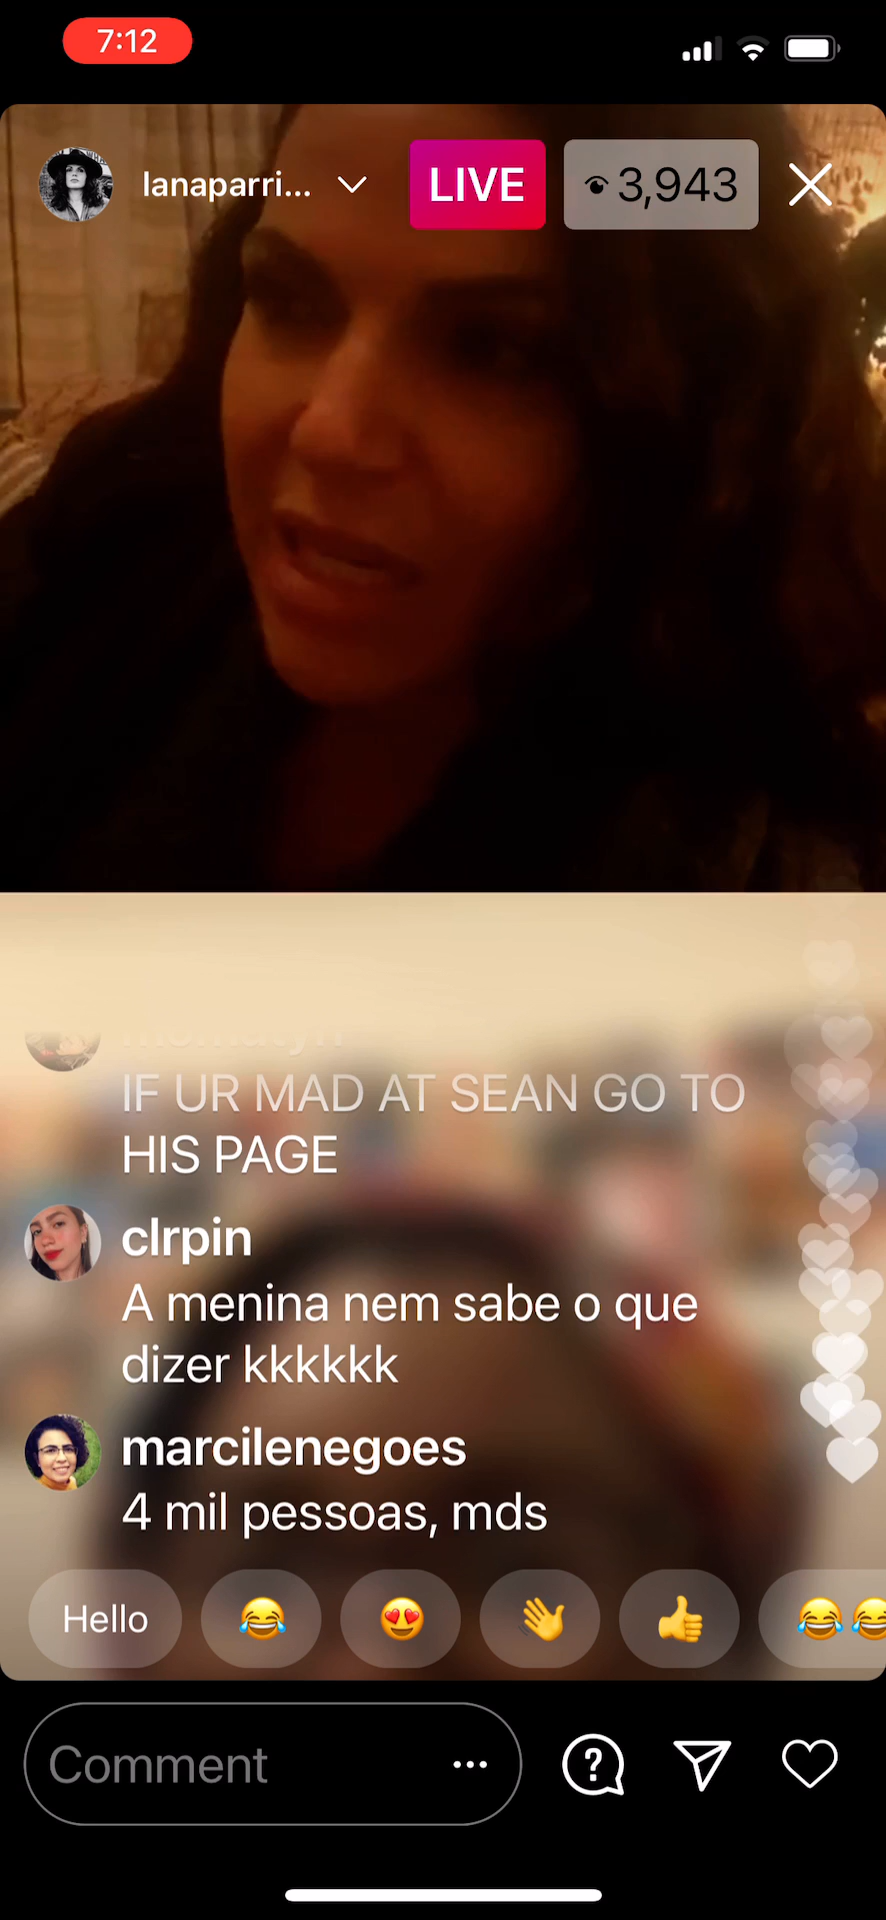 7:12
lanaparri...
LIVE
3,943
IF UR MAD AT SEAN GO TO
HIS PAGE
clrpin
A menina nem sabe o que
dizer kkkkkk
marcilenegoes
4 mil pessoas, mds
Hello
Comment